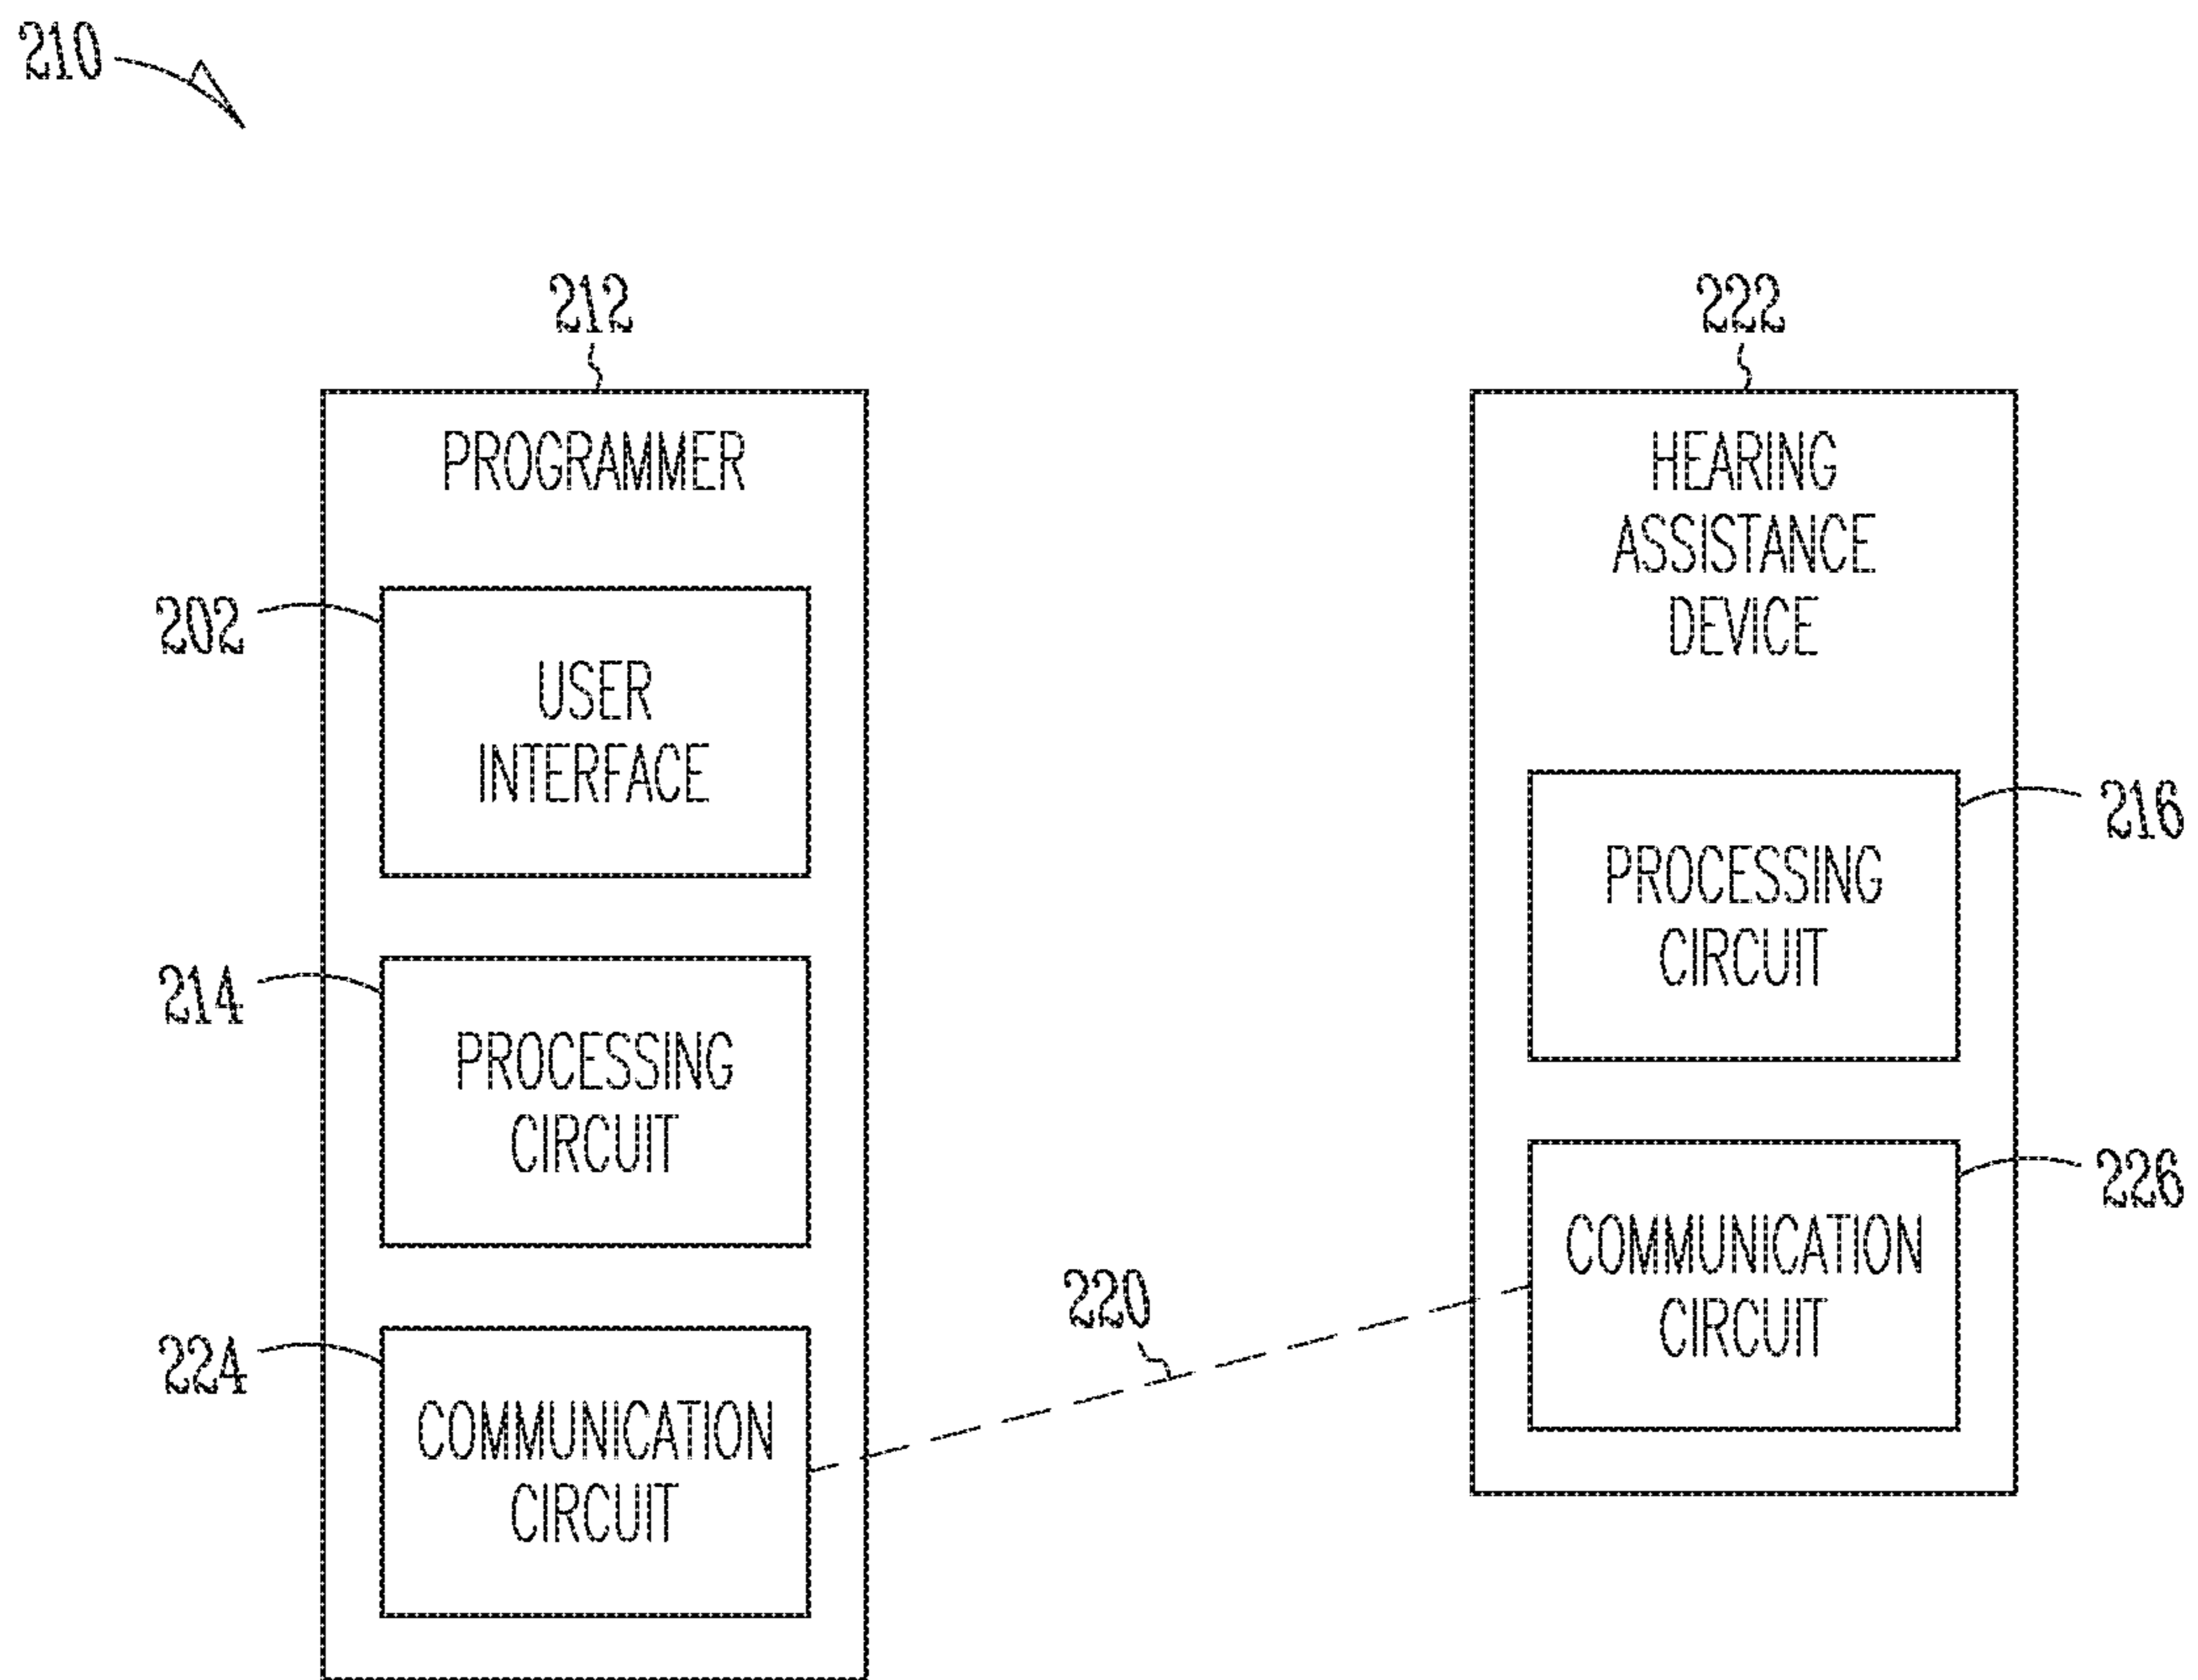 210
212
PROGRAMMER
202
USER
INTERFACE
214
PROCESSING
CIRCUIT
224
COMMUNICATION
CIRCUIT
220
222
HEARING
ASSISTANCE
DEVICE
216
PROCESSING
CIRCUIT
226
COMMUNICATION
CIRCUIT